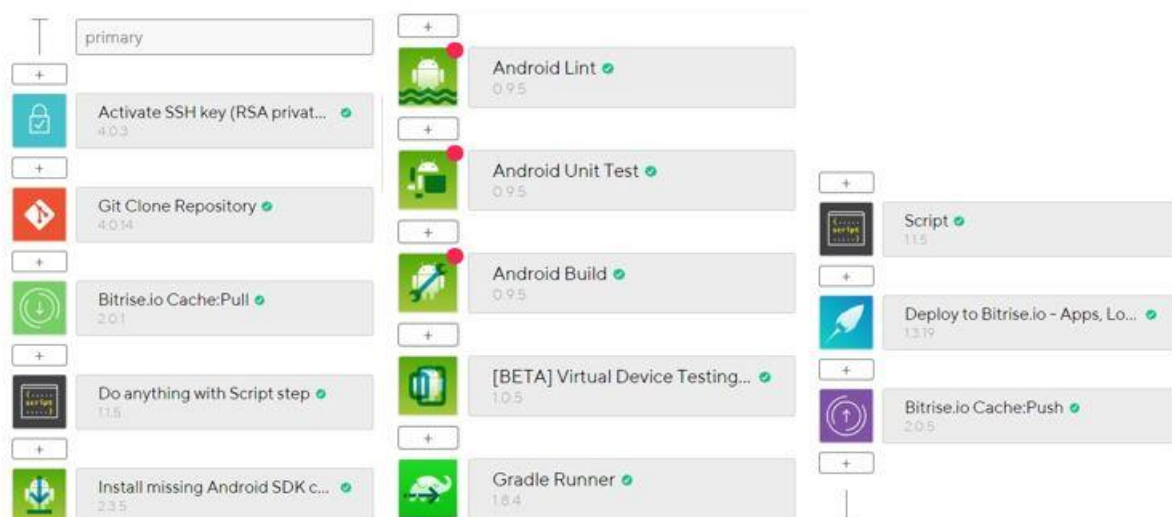 primary
+
Activate SSH key (RSA privat...
4.0.3
+
Git Clone Repository
4.0.14
+
Bitrise.io Cache:Pull
2.0.1
+
script
Do anything with Script step
1.1.5
+
Install missing Android SDK c...
2.3.5
+
Android Lint
0.9.5
+
Android Unit Test
0.9.5
+
Android Build
0.9.5
+
[BETA] Virtual Device Testing...
1.0.5
+
Gradle Runner
1.8.4
+
script
Script
1.1.5
+
Deploy to Bitrise.io - Apps, Lo...
1.3.19
+
Bitrise.io Cache:Push
2.0.5
+